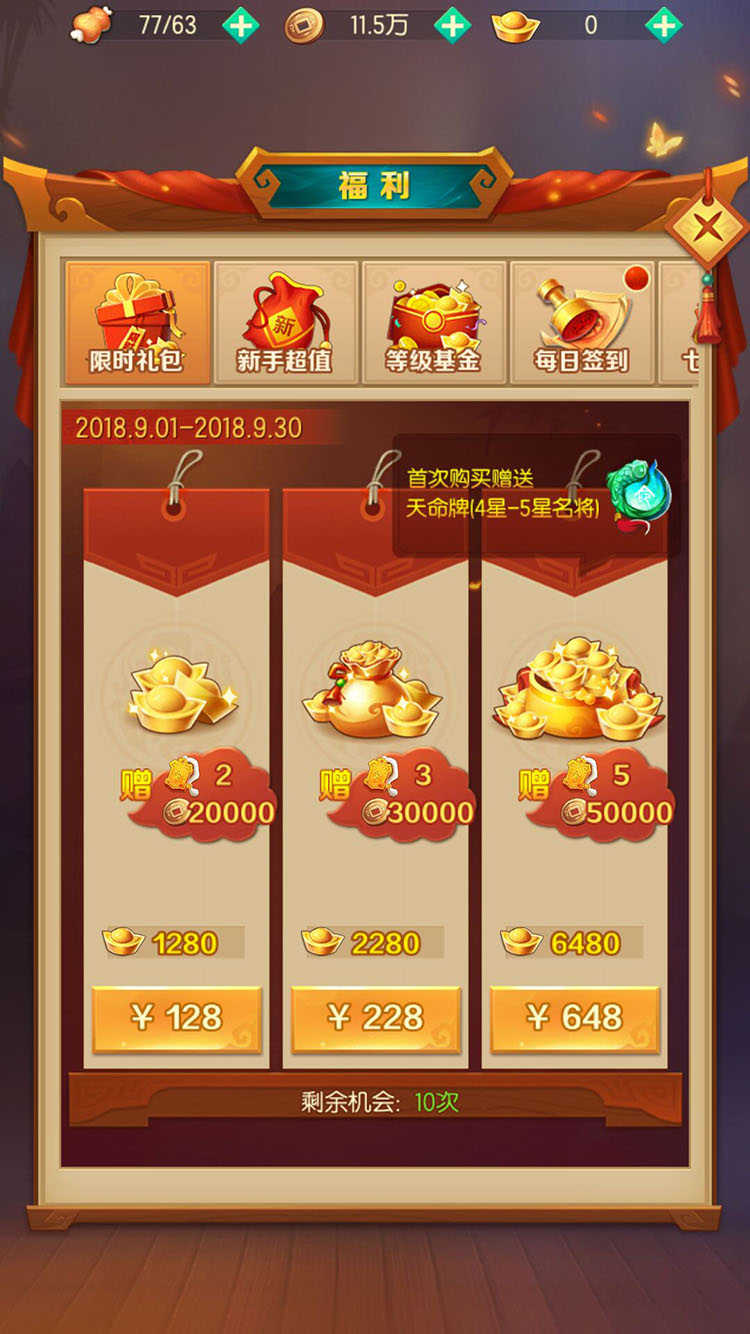 77/63 11.5万 0
福利
限时礼包 新手超值 等级基金 每日签到 七
新
2018.9.01-2018.9.30
首次购买赠送
天命牌(4星-5星名将)
命
赠 2 赠 3 赠 5
20000 30000 50000
1280 2280 6480
¥ 128 ¥ 228 ¥ 648
剩余机会: 10次